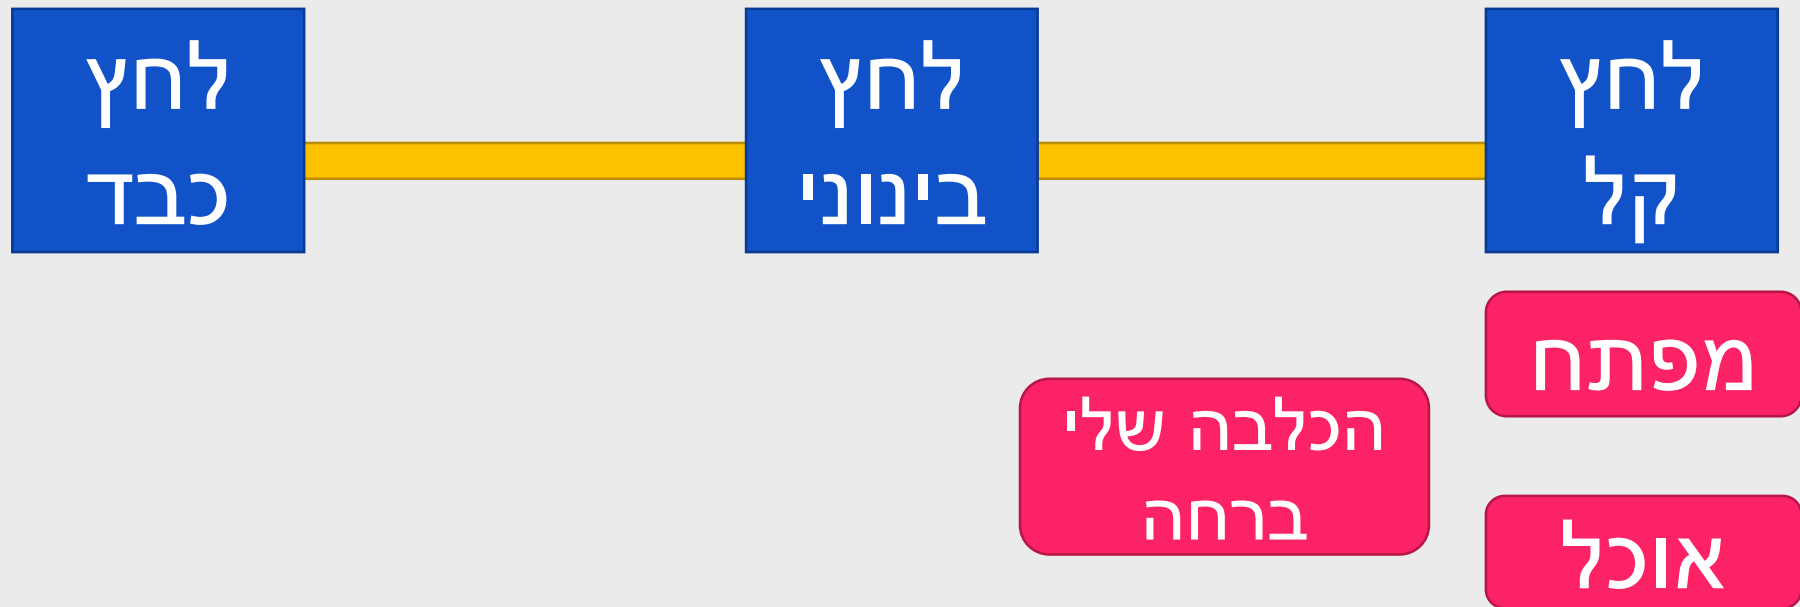 לחץ
קל
לחץ
בינוני
לחץ
כבד
מפתח
הכלבה שלי
ברחה
אוכל